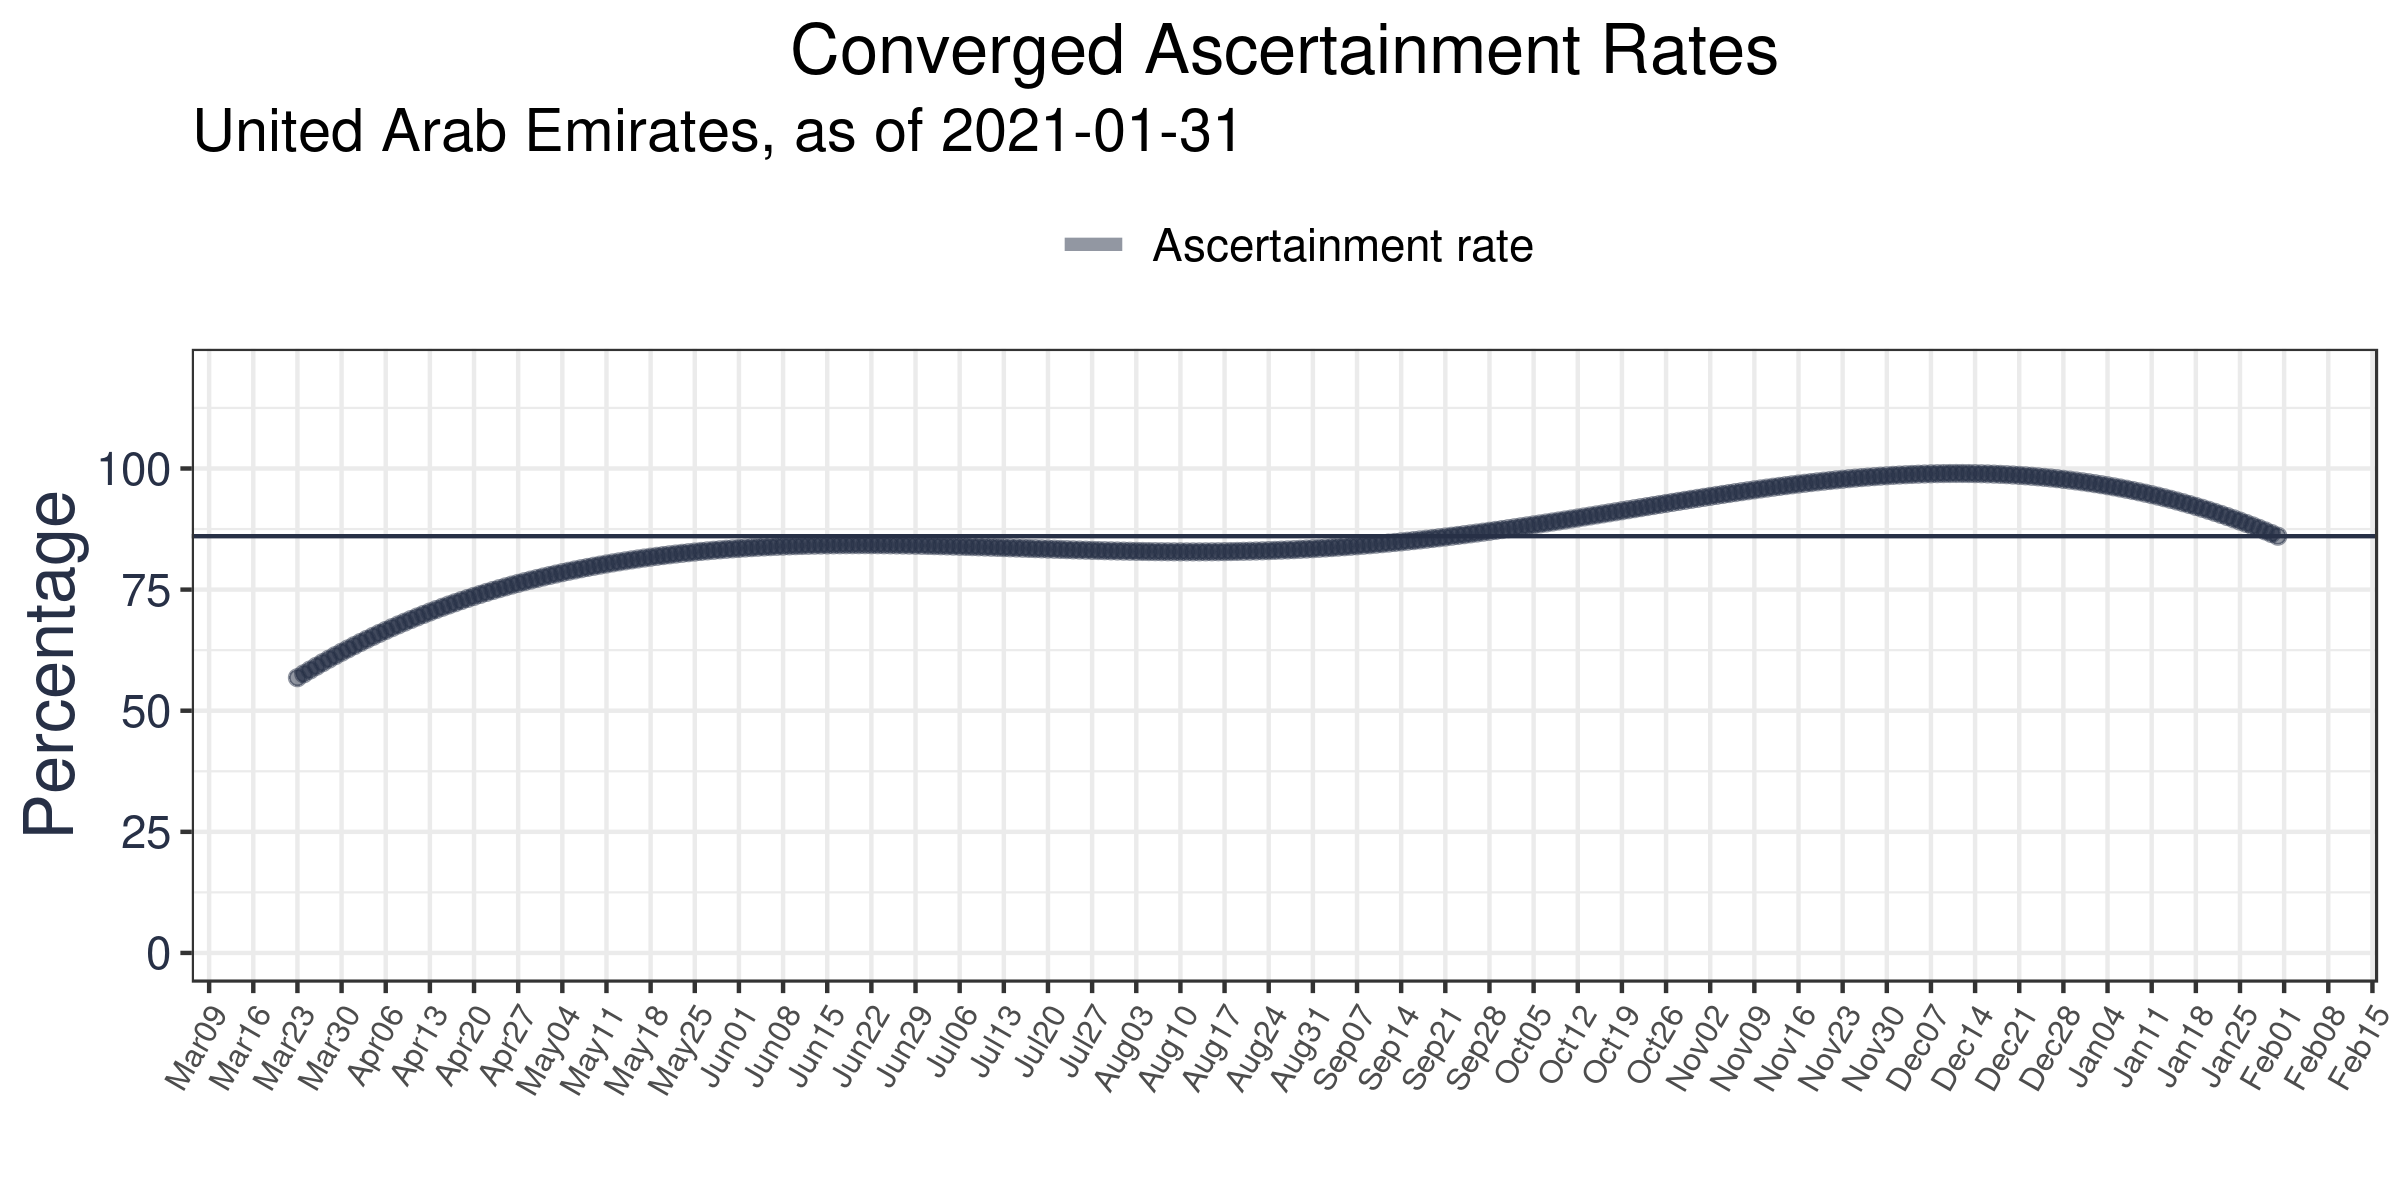 Converged Ascertainment Rates
United Arab Emirates, as of 2021-01-31
Ascertainment rate
Percentage
100
75
50
25
0
Mar09 Mar16 Mar23 Mar30 Apr06 Apr13 Apr20 Apr27 May04 May11 May18 May25 Jun01 Jun08 Jun15 Jun22 Jun29 Jul06 Jul13 Jul20 Jul27 Aug03 Aug10 Aug17 Aug24 Aug31 Sep07 Sep14 Sep21 Sep28 Oct05 Oct12 Oct19 Oct26 Nov02 Nov09 Nov16 Nov23 Nov30 Dec07 Dec14 Dec21 Dec28 Jan04 Jan11 Jan18 Jan25 Feb01 Feb08 Feb15